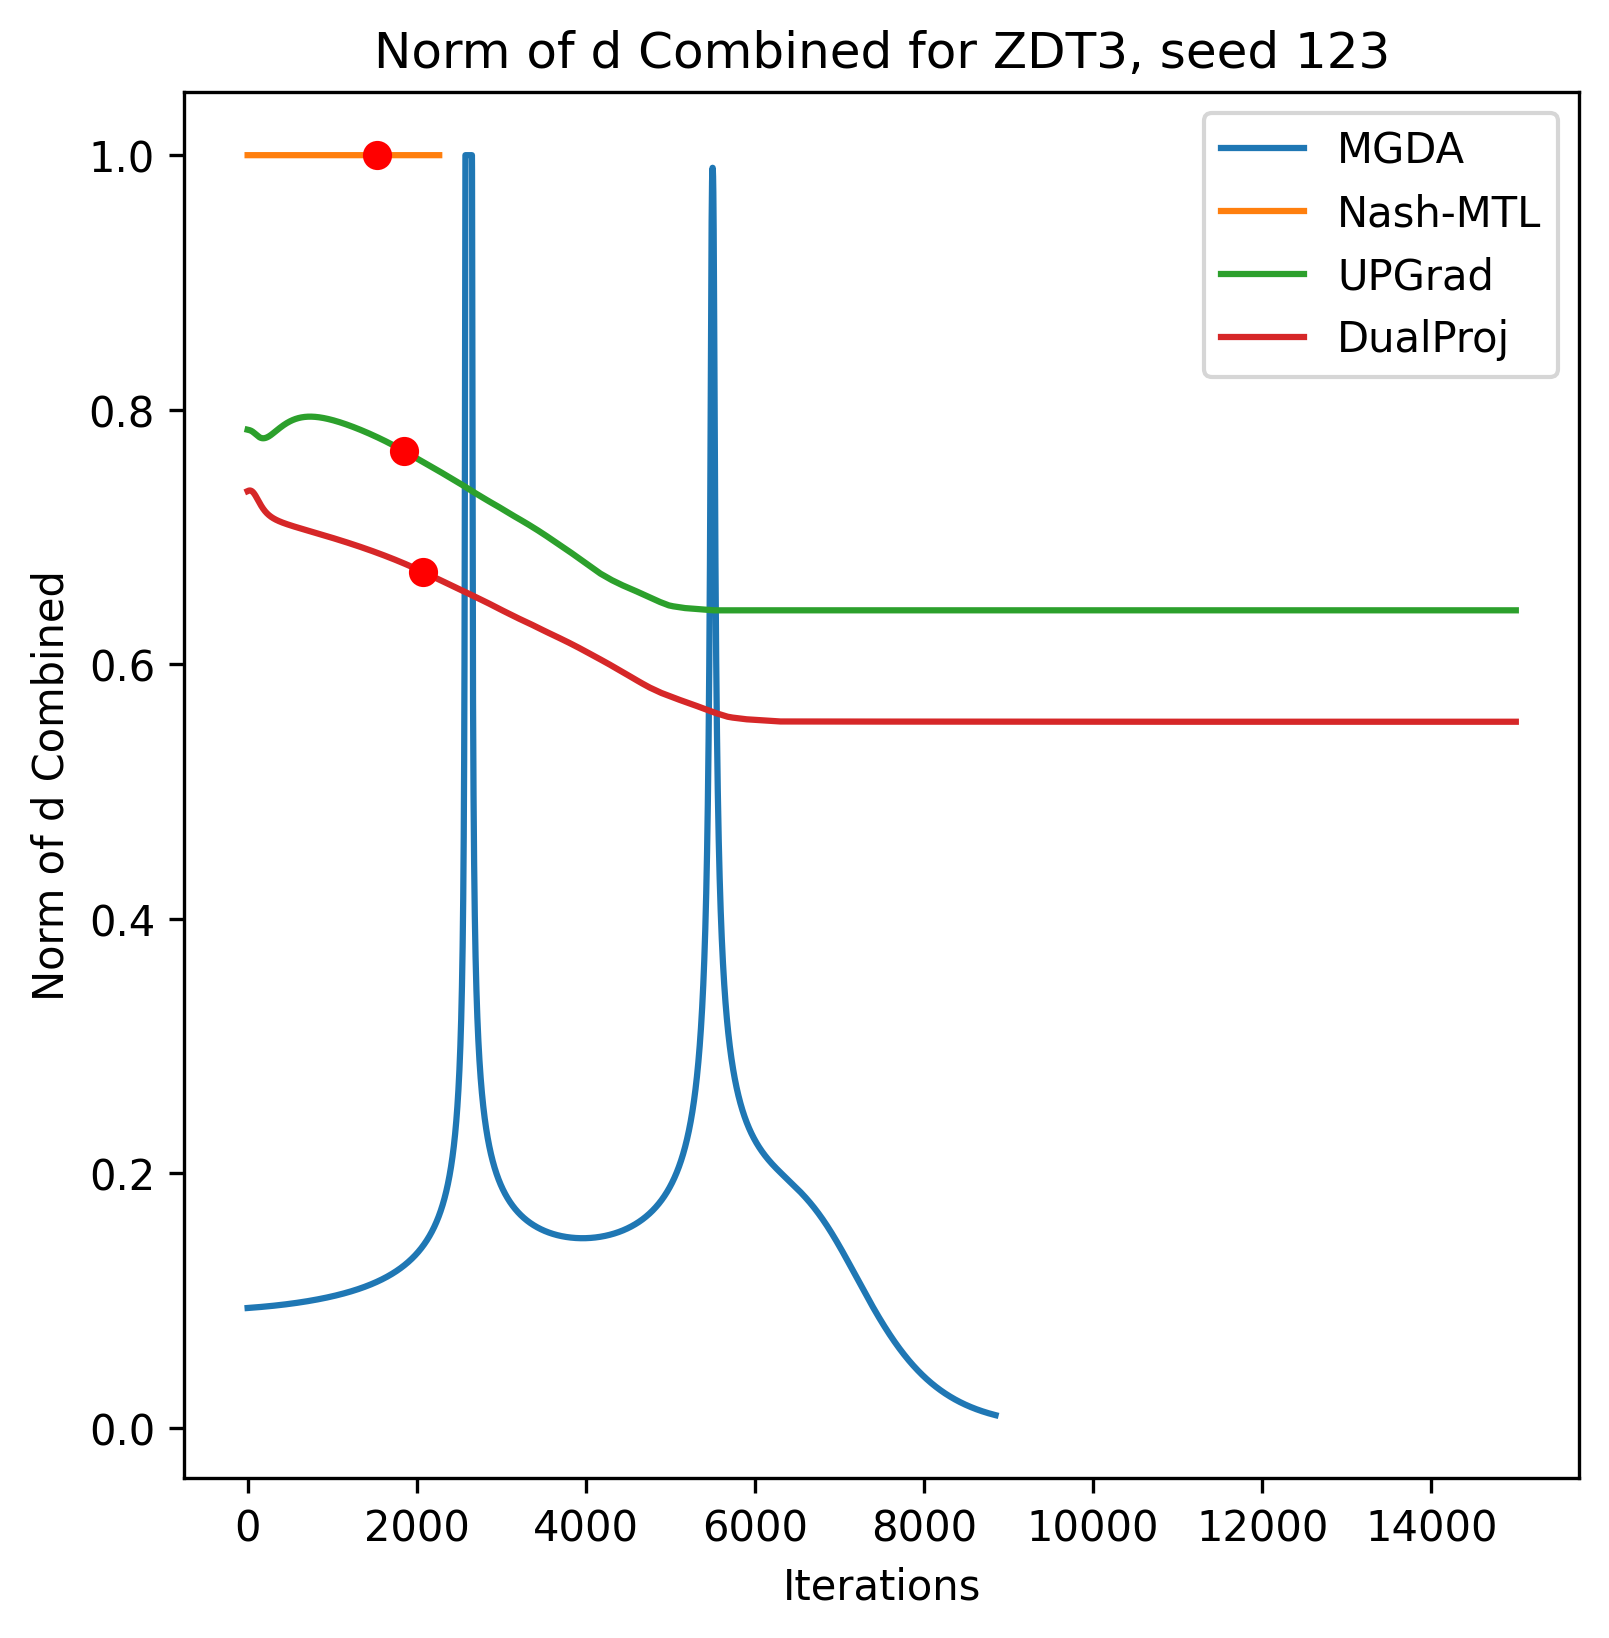 Norm of d Combined for ZDT3, seed 123
MGDA
Nash-MTL
UPGrad
DualProj
Norm of d Combined
1.0
0.8
0.6
0.4
0.2
0.0
0 2000 4000 6000 8000 10000 12000 14000
Iterations